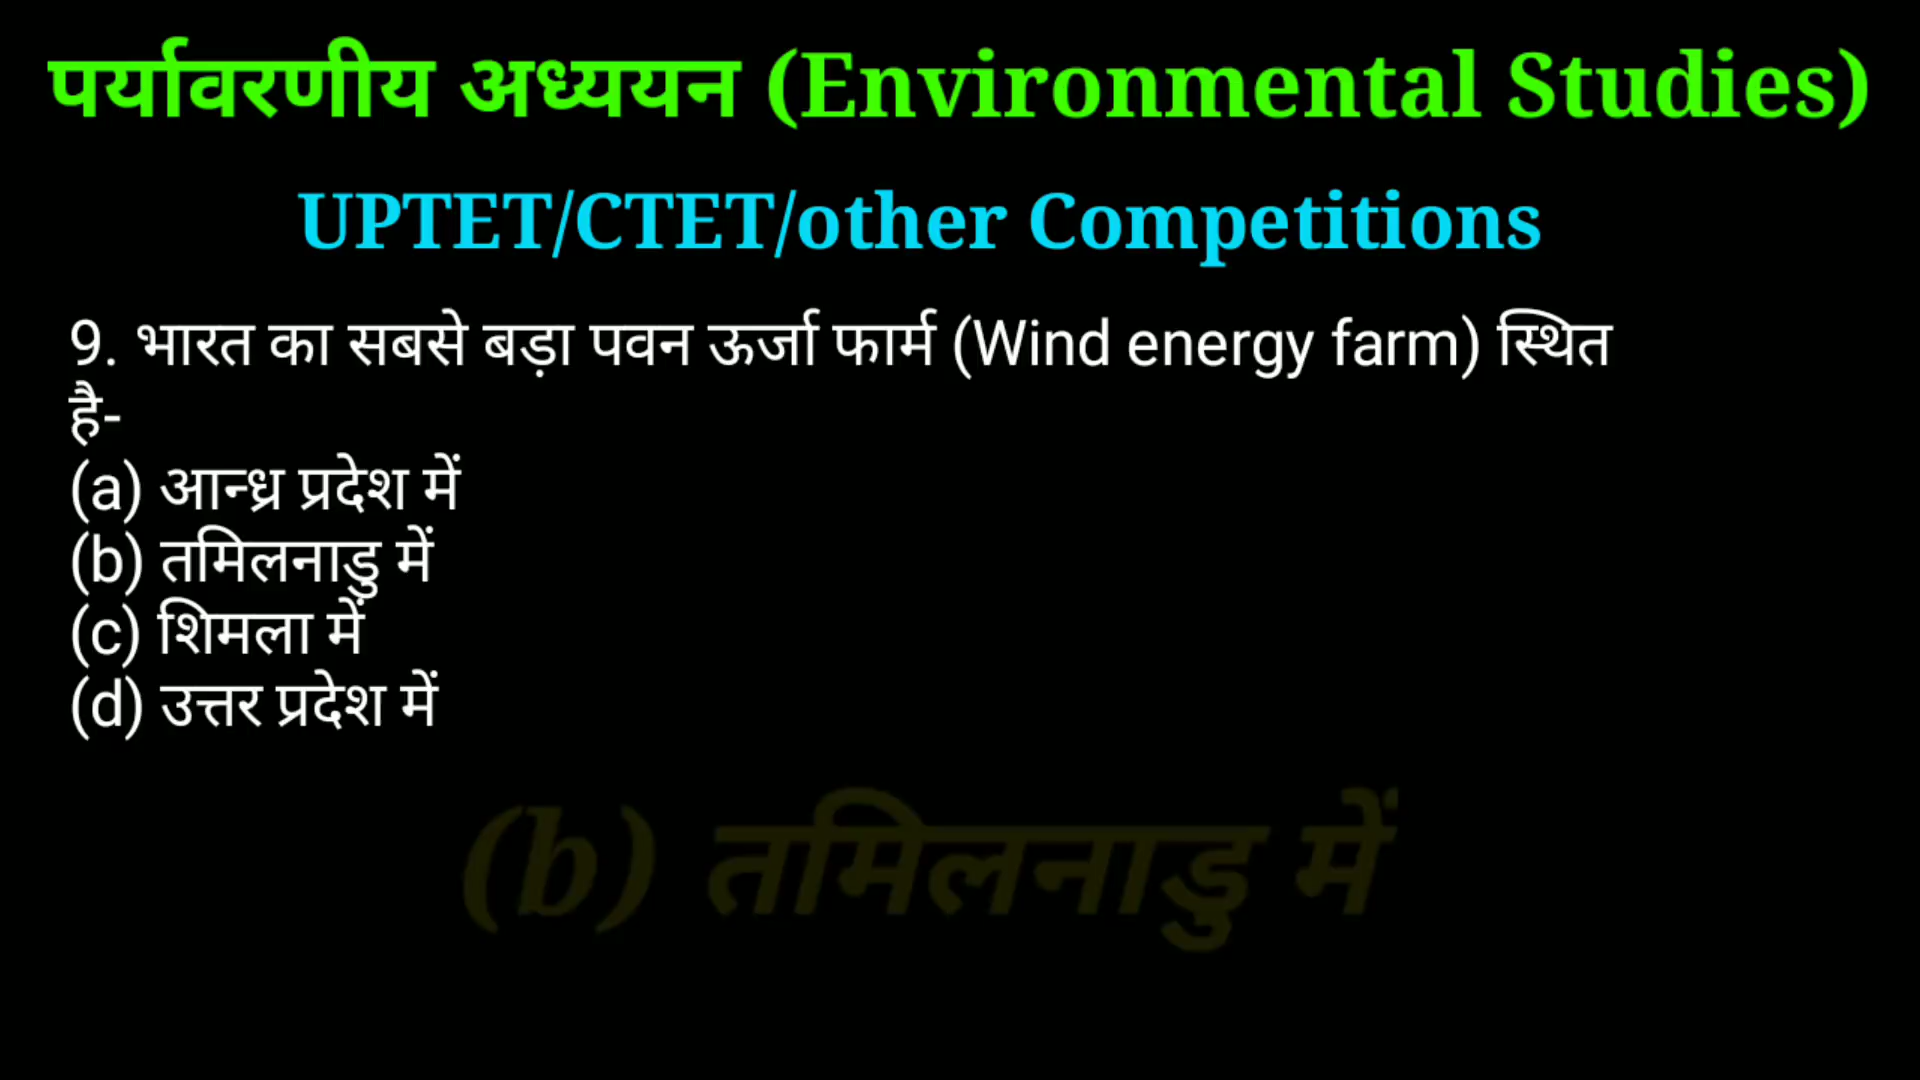 पर्यावरणीय अध्ययन (Environmental Studies)
UPTET/CTET/other Competitions
9. भारत का सबसे बड़ा पवन ऊर्जा फार्म (Wind energy farm) स्थित
है-
(a) आन्ध्र प्रदेश में
(b) तमिलनाडु में
(c) शिमला में
(d) उत्तर प्रदेश में
(b) तमिलनाडु में